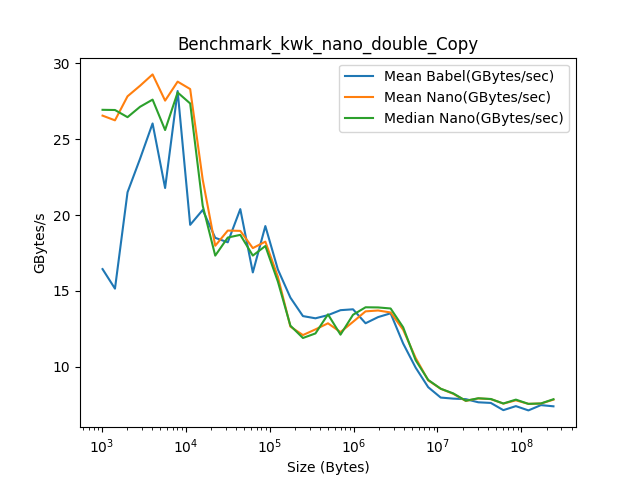 Benchmark_kwk_nano_double_Copy
Mean Babel(GBytes/sec)
Mean Nano(GBytes/sec)
Median Nano(GBytes/sec)
GBytes/s
30
25
20
15
10
10³ 10⁴ 10⁵ 10⁶ 10⁷ 10⁸
Size (Bytes)